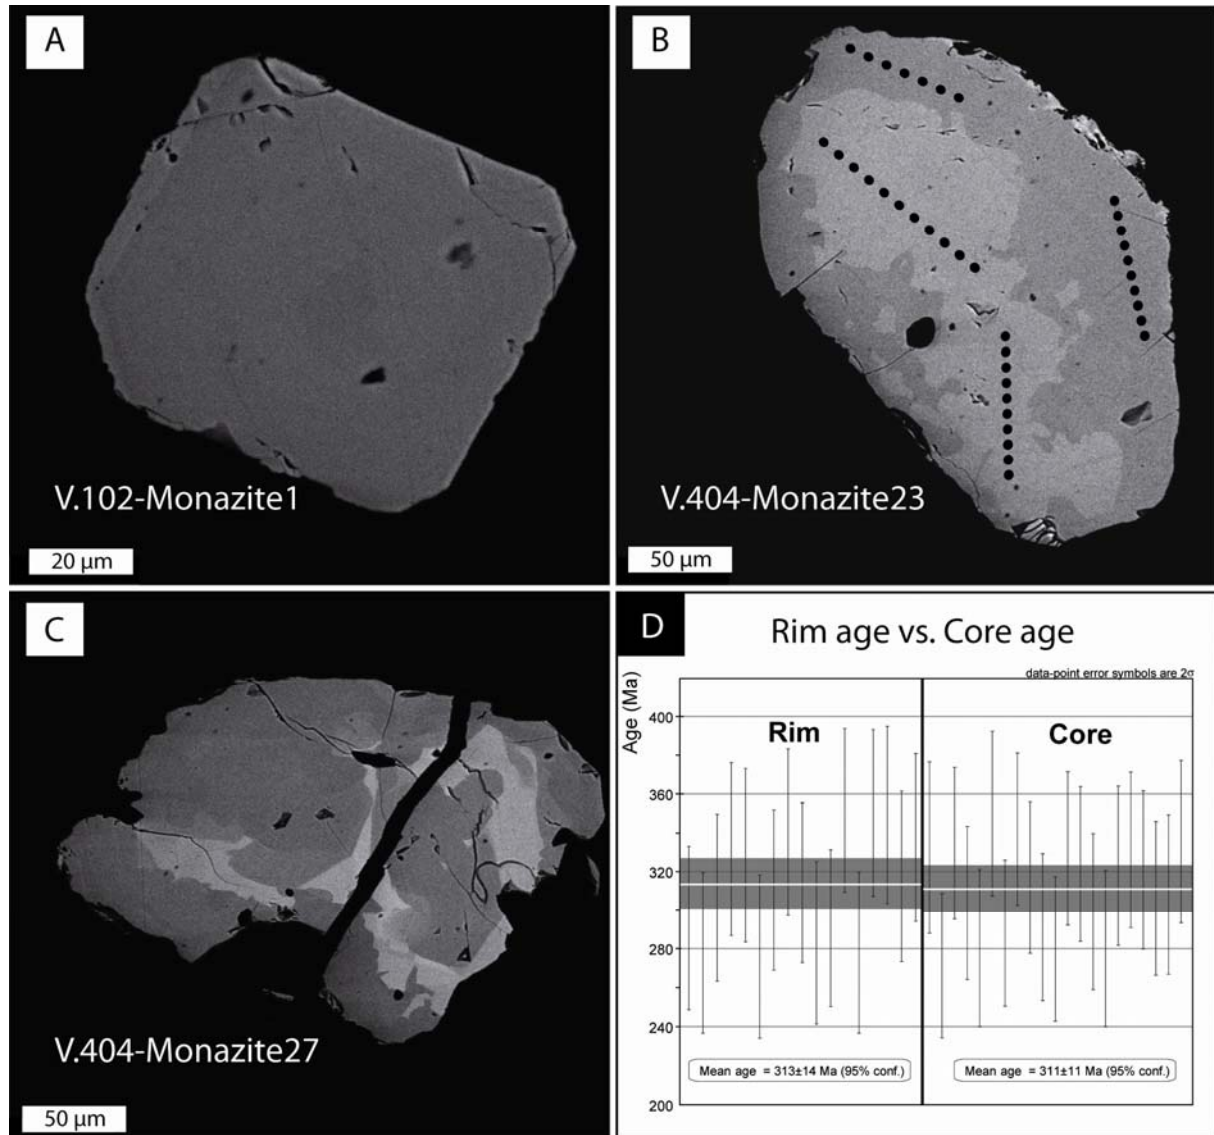 A
V.102-Monazite1
20 µm
B
V.404-Monazite23
50 µm
C
V.404-Monazite27
50 µm
D
Rim age vs. Core age
data-point error symbols are 2σ
Age (Ma)
400
360
320
280
240
200
Rim
Core
Mean age = 313±14 Ma (95% conf.)
Mean age = 311±11 Ma (95% conf.)